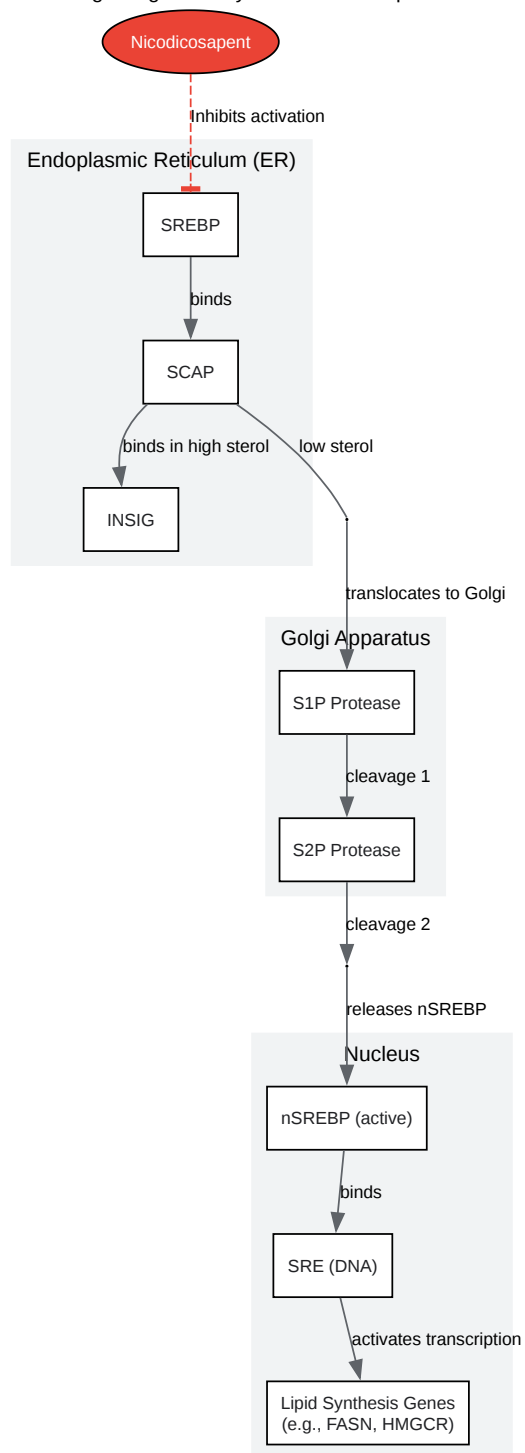 Nicodicosapent
Inhibits activation
Endoplasmic Reticulum (ER)
SREBP
binds
SCAP
binds in high sterol
low sterol
INSIG
translocates to Golgi
Golgi Apparatus
S1P Protease
cleavage 1
S2P Protease
cleavage 2
releases nSREBP
Nucleus
nSREBP (active)
binds
SRE (DNA)
activates transcription
Lipid Synthesis Genes
(e.g., FASN, HMGCR)